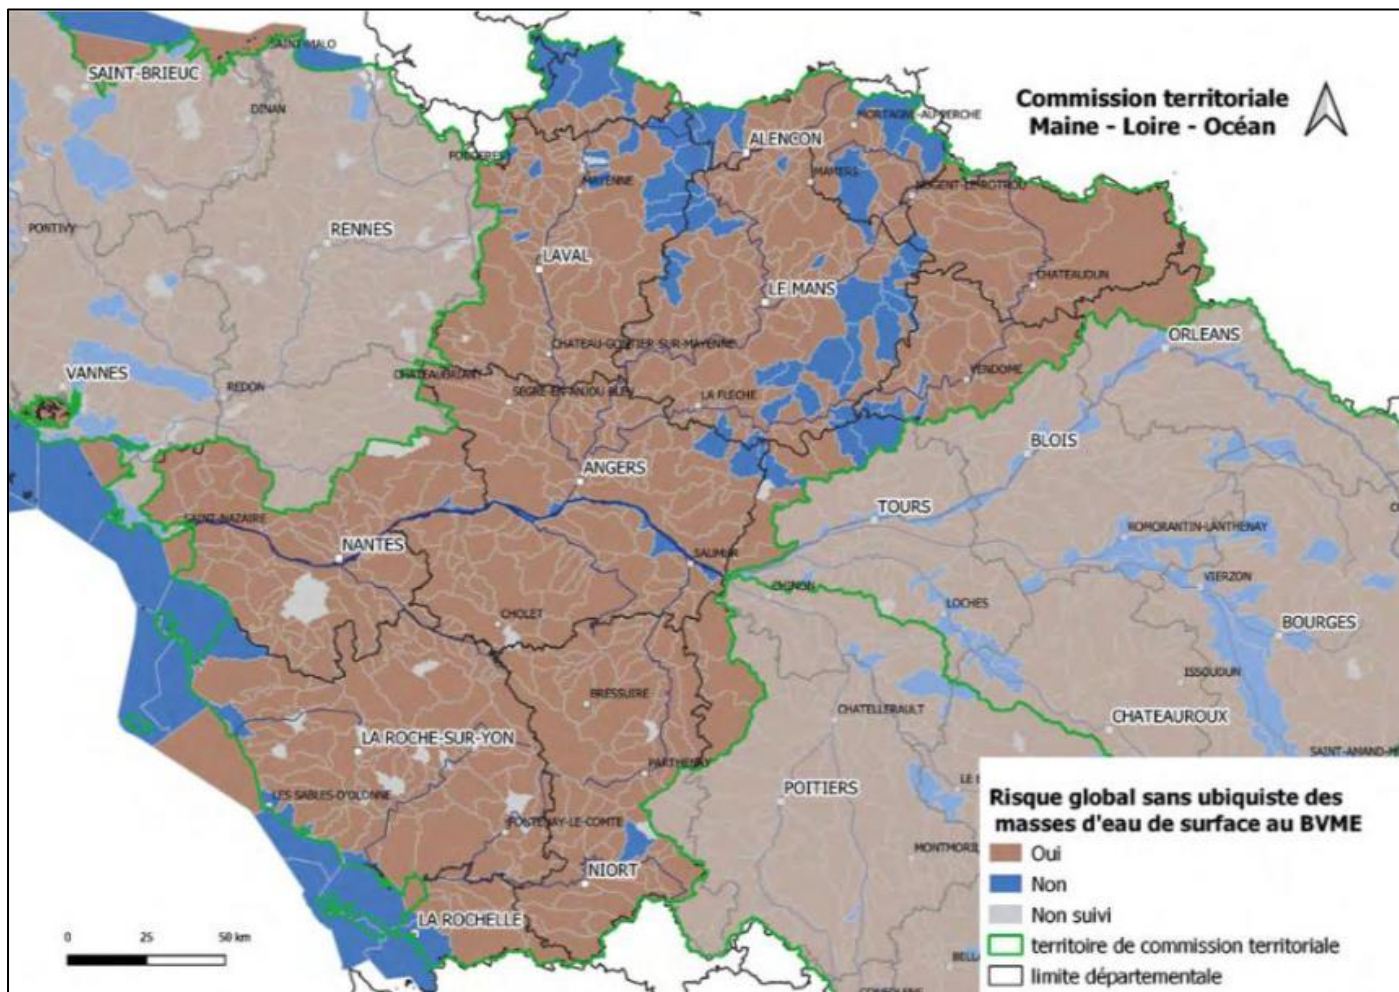 SAINT-MALO
SAINT-BRIEUC
DINAN
Commission territoriale
Maine - Loire - Océan
MORTAGNE-AU-PERCHE
ALENCON
FOUGERES
MAYENNE
MAMERS
NOGENT-LE-ROTROU
PONTIVY
RENNES
LAVAL
CHATEAUDUN
LE MANS
ORLEANS
CHATEAU-GONTIER-SUR-MAYENNE
VANNES
REDON
CHATEAUBRIANT
SEGRE-EN-ANJOU BLEU
LA FLECHE
VENDOME
BLOIS
ANGERS
TOURS
SAINT-NAZAIRE
NANTES
SAUMUR
ROMORANTIN-LANTHENAY
CHINON
VIERZON
LOCHES
CHOLET
BOURGES
BRESSUIRE
ISSOUDUN
CHATELLERAULT
CHATEAUROUX
LA ROCHE-SUR-YON
PARTHENAY
POITIERS
LES SABLES-D'OLONNE
FONTENAY-LE-COMTE
NIORT
LA ROCHELLE
Risque global sans ubiquiste des
masses d'eau de surface au BVME
Oui
Non
Non suivi
territoire de commission territoriale
limite départementale
0 25 50 km